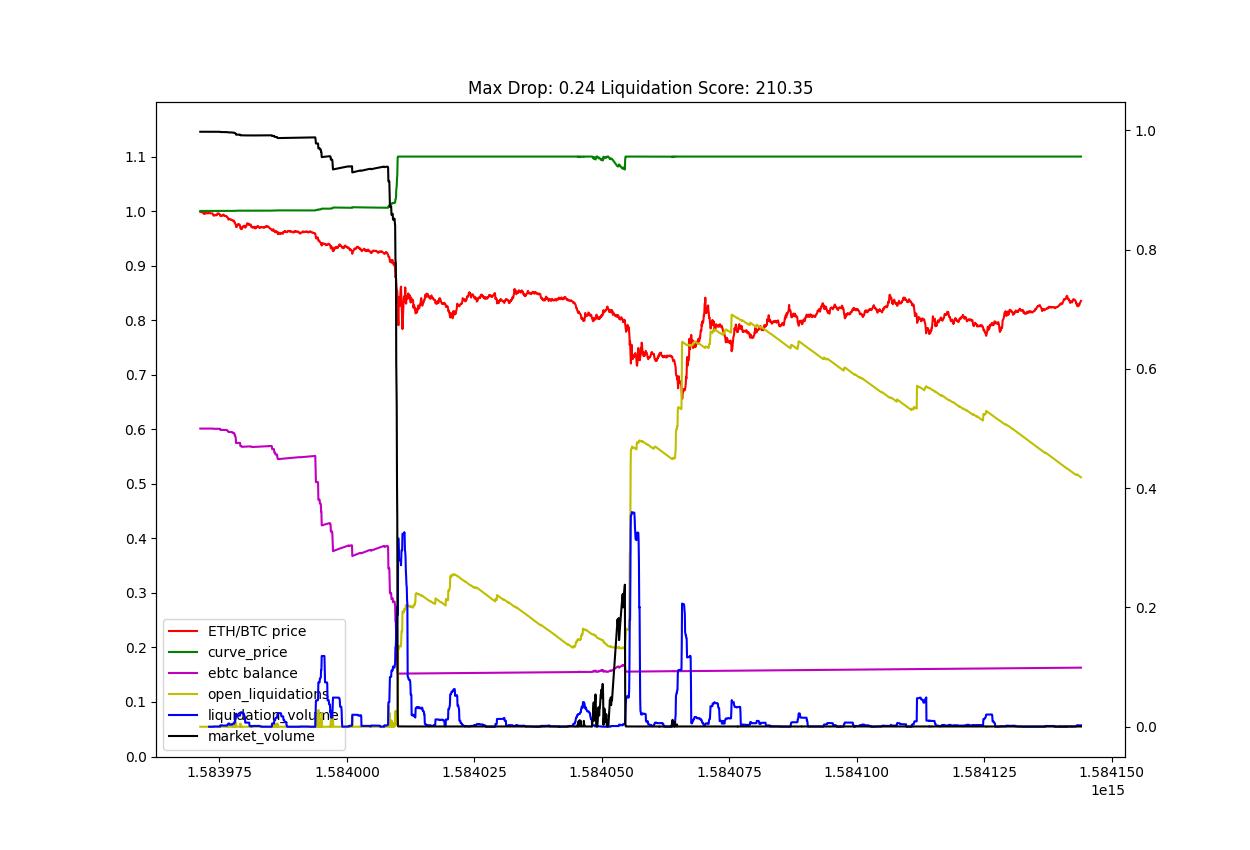 Max Drop: 0.24 Liquidation Score: 210.35
1.1
1.0
0.9
0.8
0.7
0.6
0.5
0.4
0.3
0.2
0.1
0.0
1.0
0.8
0.6
0.4
0.2
0.0
ETH/BTC price
curve_price
ebtc balance
open_liquidations
liquidation_volume
market_volume
1.583975 1.584000 1.584025 1.584050 1.584075 1.584100 1.584125 1.584150
1e15